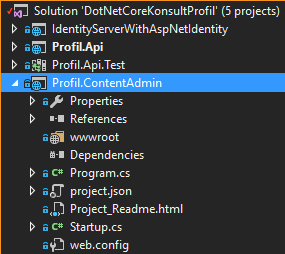 Solution 'DotNetCoreKonsultProfil' (5 projects)
IdentityServerWithAspNetIdentity
Profil.Api
Profil.Api.Test
Profil.ContentAdmin
Properties
References
wwwroot
Dependencies
C# Program.cs
project.json
Project_Readme.html
C# Startup.cs
web.config